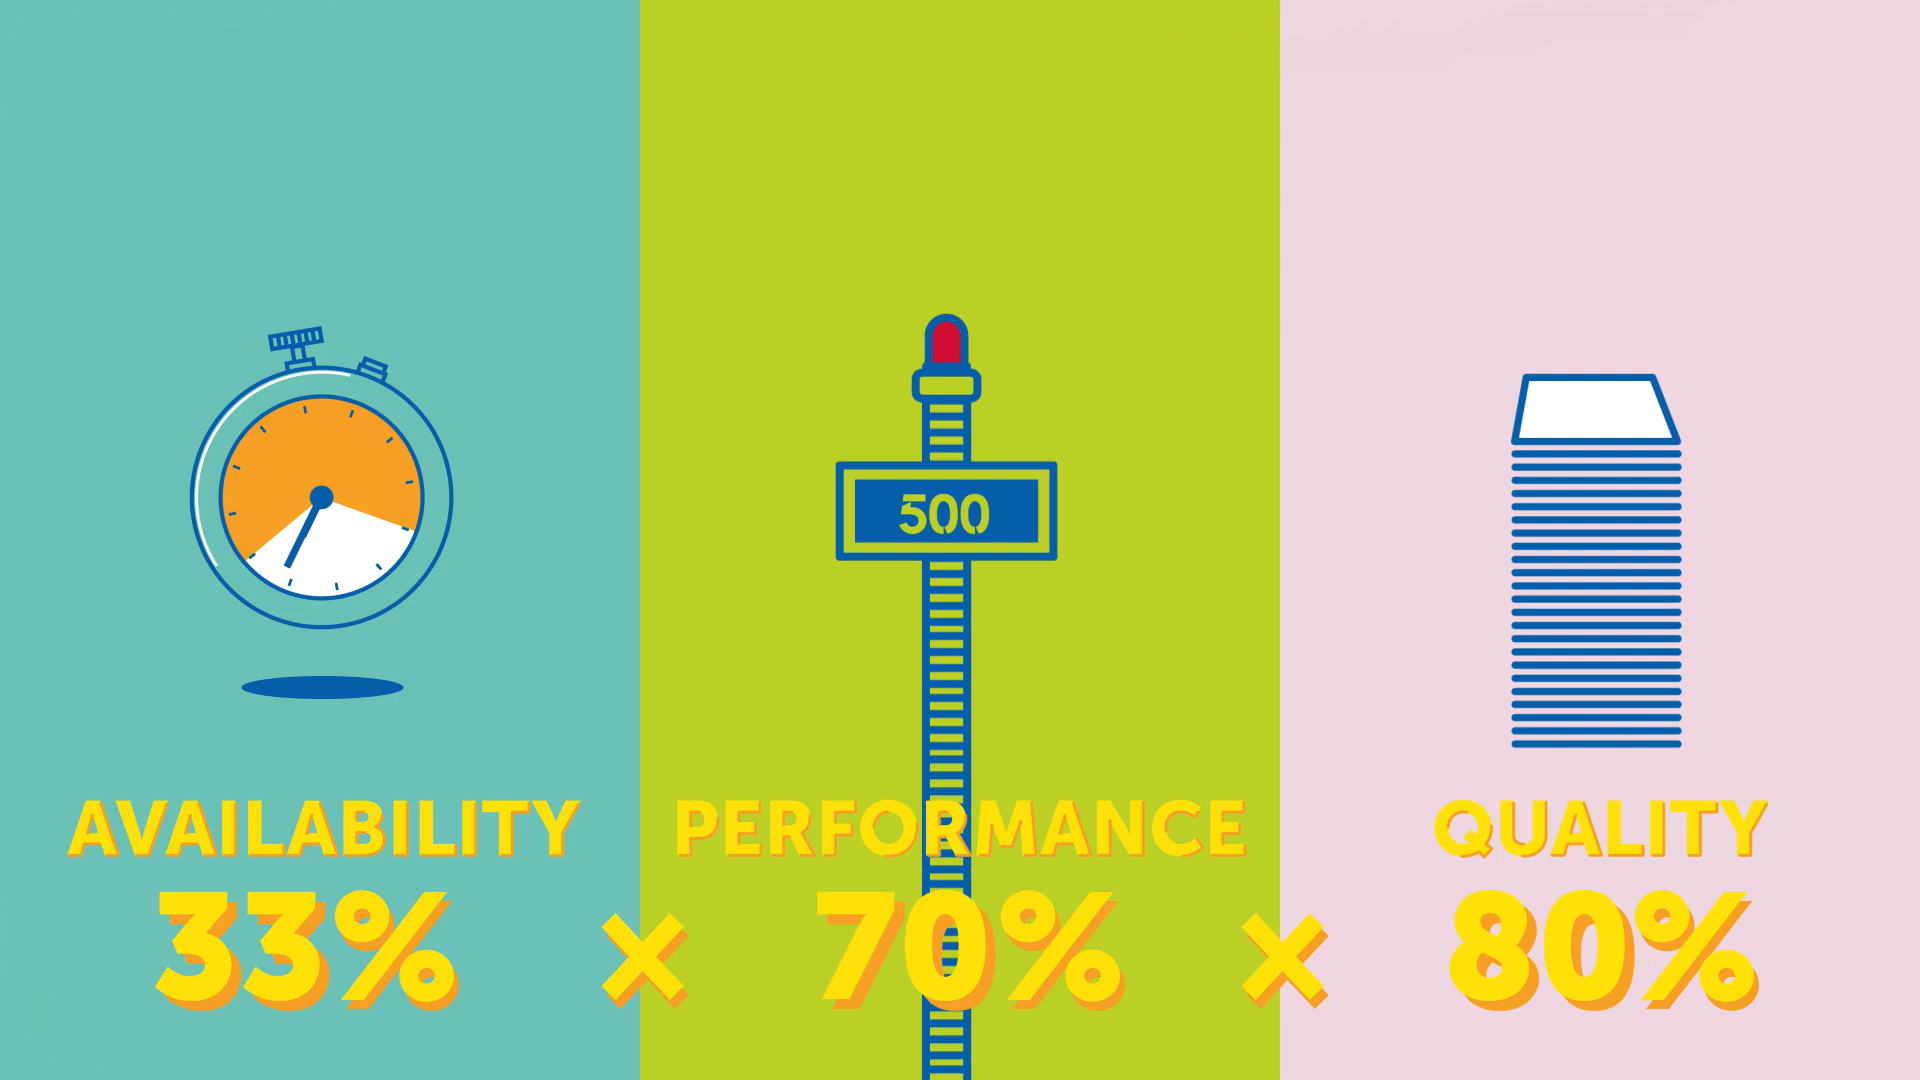 500
AVAILABILITY PERFORMANCE QUALITY
33% × 70% × 80%